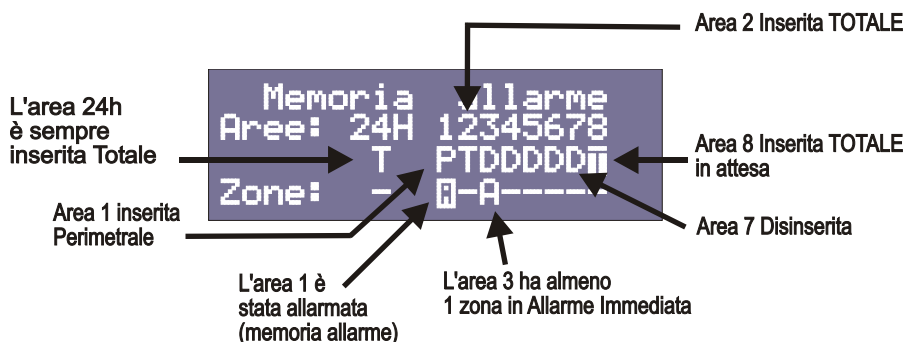 Area 2 Inserita TOTALE
Memoria Allarme
Aree: 24H 12345678
T PTDDDDDT
Zone: - A-A-----
L'area 24h
è sempre
inserita Totale
Area 8 Inserita TOTALE
in attesa
Area 1 inserita
Perimetrale
Area 7 Disinserita
L'area 1 è
stata allarmata
(memoria allarme)
L'area 3 ha almeno
1 zona in Allarme Immediata